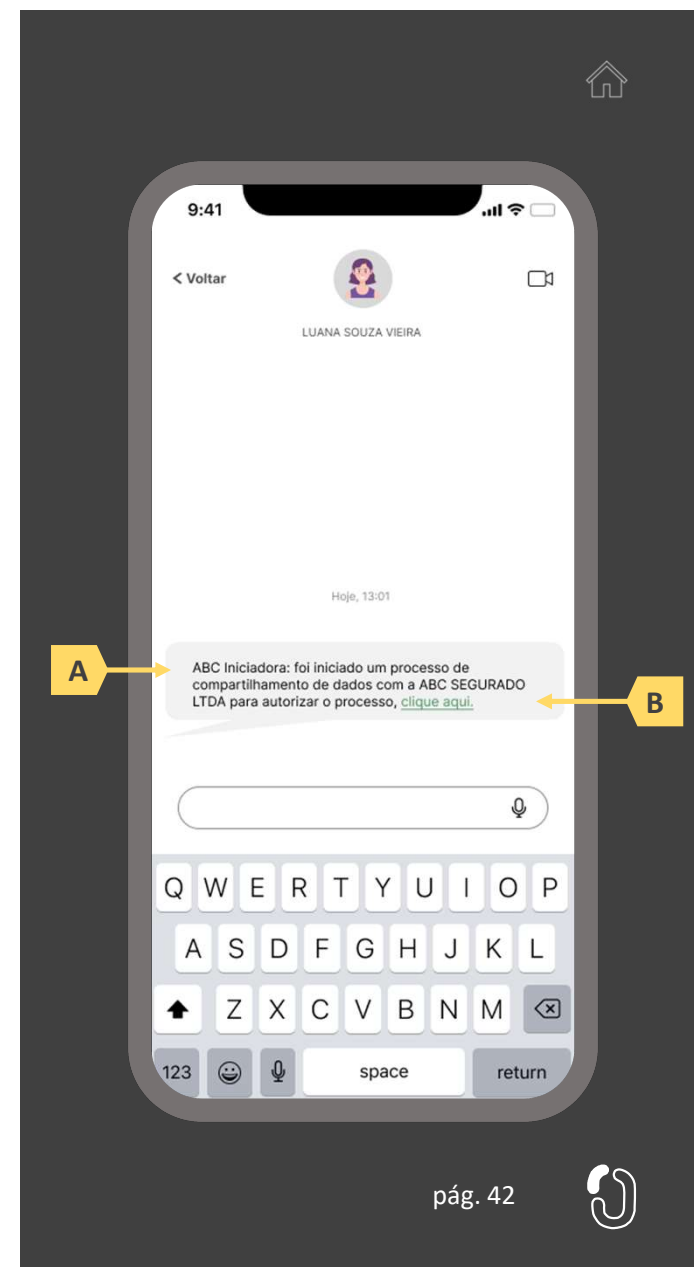 9:41
< Voltar
LUANA SOUZA VIEIRA
Hoje, 13:01
A
ABC Iniciadora: foi iniciado um processo de
compartilhamento de dados com a ABC SEGURADO
LTDA para autorizar o processo, clique aqui.
B
Q W E R T Y U I O P
A S D F G H J K L
Z X C V B N M
123 space return
pág. 42